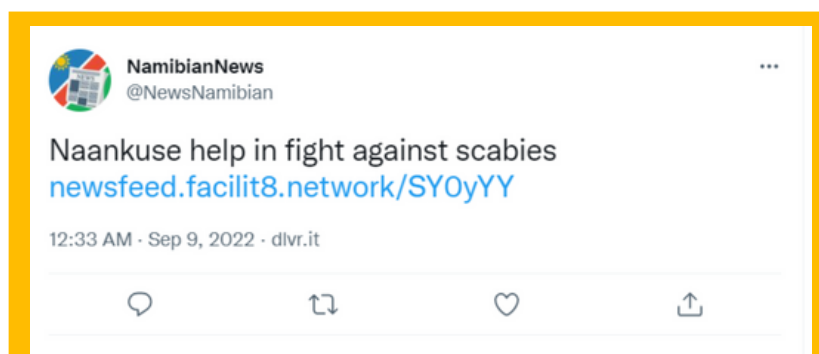 NamibianNews
@NewsNamibian
Naankuse help in fight against scabies
newsfeed.facilit8.network/SY0yYY
12:33 AM · Sep 9, 2022 · dlvr.it